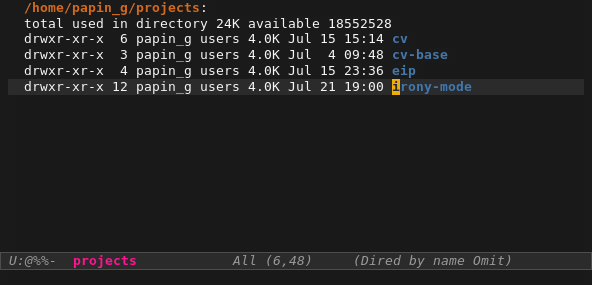 /home/papin_g/projects:
total used in directory 24K available 18552528
drwxr-xr-x  6 papin_g users 4.0K Jul 15 15:14 cv
drwxr-xr-x  3 papin_g users 4.0K Jul  4 09:48 cv-base
drwxr-xr-x  4 papin_g users 4.0K Jul 15 23:36 eip
drwxr-xr-x 12 papin_g users 4.0K Jul 21 19:00 irony-mode
U:@%%-  projects            All (6,48)     (Dired by name Omit)